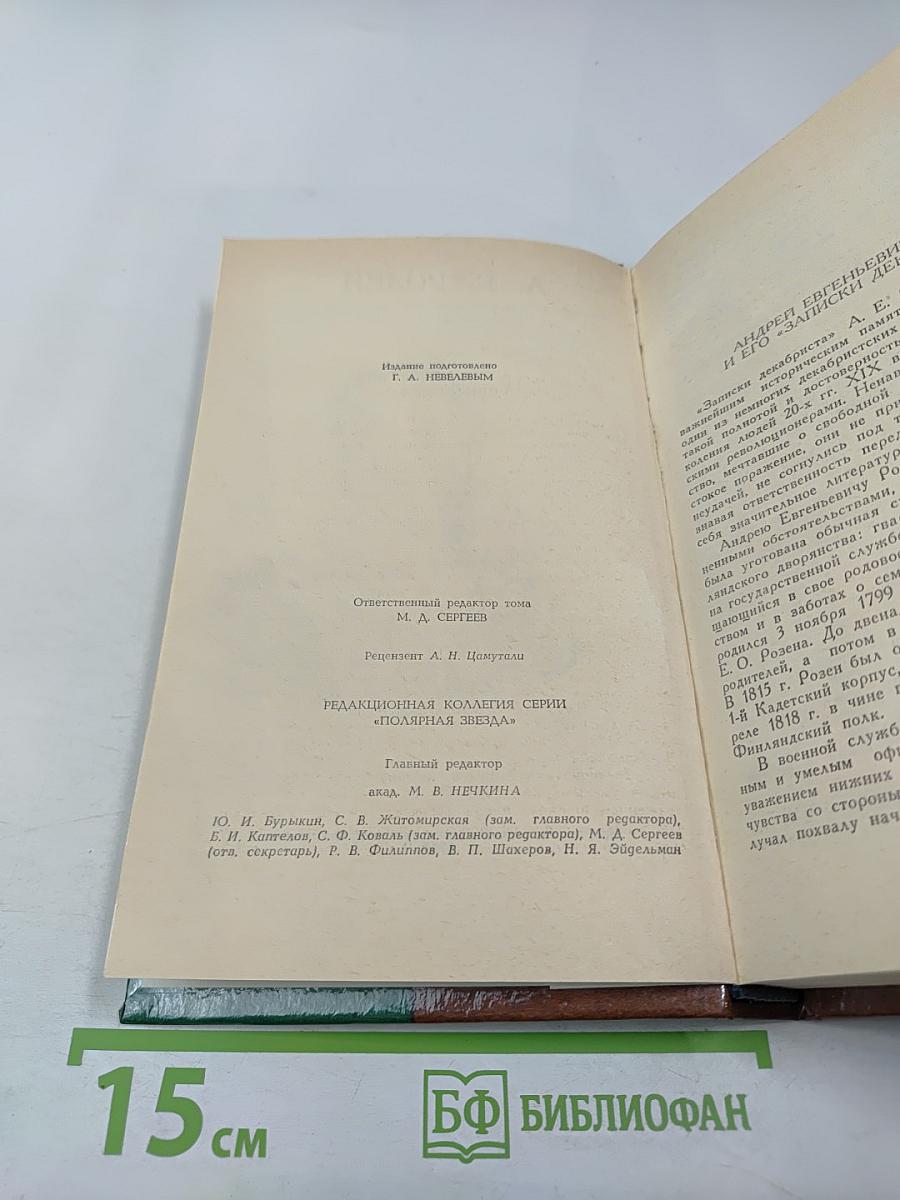 Издание подготовлено
Г. А. НЕВЕЛЕВЫМ
Ответственный редактор тома
М. Д. СЕРГЕЕВ
Рецензент А. Н. Цамутали
РЕДАКЦИОННАЯ КОЛЛЕГИЯ СЕРИИ
«ПОЛЯРНАЯ ЗВЕЗДА»
Главный редактор
акад. М. В. НЕЧКИНА
Ю. И. Бурыкин, С. В. Житомирская (зам. главного редактора),
Б. И. Каптелов, С. Ф. Коваль (зам. главного редактора), М. Д. Сергеев
(отв. секретарь), Р. В. Филиппов, В. П. Шахеров, Н. Я. Эйдельман
АНДРЕЙ ЕВГЕНЬЕВИ
И ЕГО «ЗАПИСКИ ДЕК
«Записки декабриста» А. Е.
важнейшим историческим памят
один из немногих декабристских
такой полнотой и достоверность
коления людей 20-х гг. XIX в
скими революционерами. Ненав
ство, мечтавшие о свободной
стокое поражение, они не при
неудачей, не согнулись под т
знавая ответственность перед
себя значительное литератур
Андрею Евгеньевичу Ро
ненными обстоятельствами,
была уготована обычная с
ляндского дворянства: гва
на государственной службе
щающийся в свое родово
ством и в заботах о сем
родился 3 ноября 1799
Е. О. Розена. До двена
родителей, а потом в
В 1815 г. Розен был о
1-й Кадетский корпус,
реле 1818 г. в чине п
Финляндский полк.
В военной служб
ным и умелым офи
уважением нижних
чувства со стороны
лучал похвалу нач
15 см
БФ БИБЛИОФАН